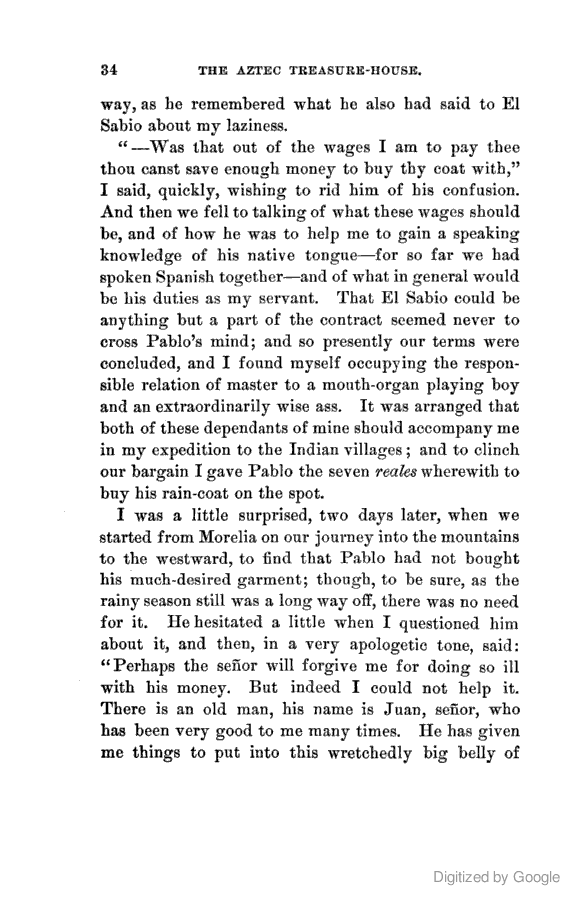 34 THE AZTEC TREASURE-HOUSE.
way, as he remembered what he also had said to El
Sabio about my laziness.
“—Was that out of the wages I am to pay thee
thou canst save enough money to buy thy coat with,”
I said, quickly, wishing to rid him of his confusion.
And then we fell to talking of what these wages should
be, and of how he was to help me to gain a speaking
knowledge of his native tongue—for so far we had
spoken Spanish together—and of what in general would
be his duties as my servant. That El Sabio could be
anything but a part of the contract seemed never to
cross Pablo’s mind; and so presently our terms were
concluded, and I found myself occupying the respon-
sible relation of master to a mouth-organ playing boy
and an extraordinarily wise ass. It was arranged that
both of these dependants of mine should accompany me
in my expedition to the Indian villages; and to clinch
our bargain I gave Pablo the seven reales wherewith to
buy his rain-coat on the spot.
I was a little surprised, two days later, when we
started from Morelia on our journey into the mountains
to the westward, to find that Pablo had not bought
his much-desired garment; though, to be sure, as the
rainy season still was a long way off, there was no need
for it. He hesitated a little when I questioned him
about it, and then, in a very apologetic tone, said:
“Perhaps the señor will forgive me for doing so ill
with his money. But indeed I could not help it.
There is an old man, his name is Juan, señor, who
has been very good to me many times. He has given
me things to put into this wretchedly big belly of
Digitized by Google